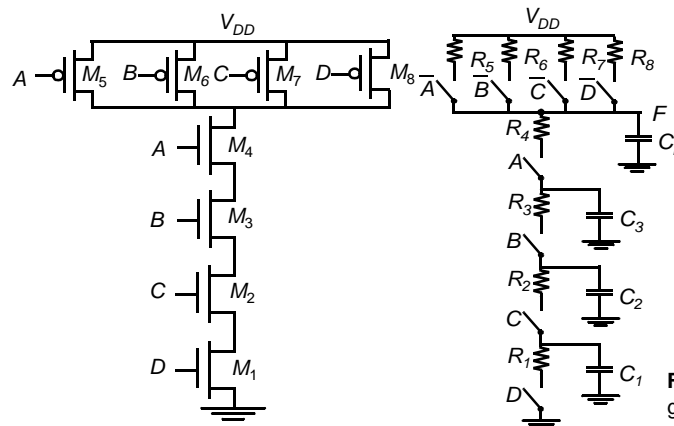 V_DD
A M_5 B M_6 C M_7 D M_8
A M_4
B M_3
C M_2
D M_1
V_DD
R_5 R_6 R_7 R_8
A̅ B̅ C̅ D̅
F
R_4 C
A
R_3 C_3
B
R_2 C_2
C
R_1 C_1
D
F
g